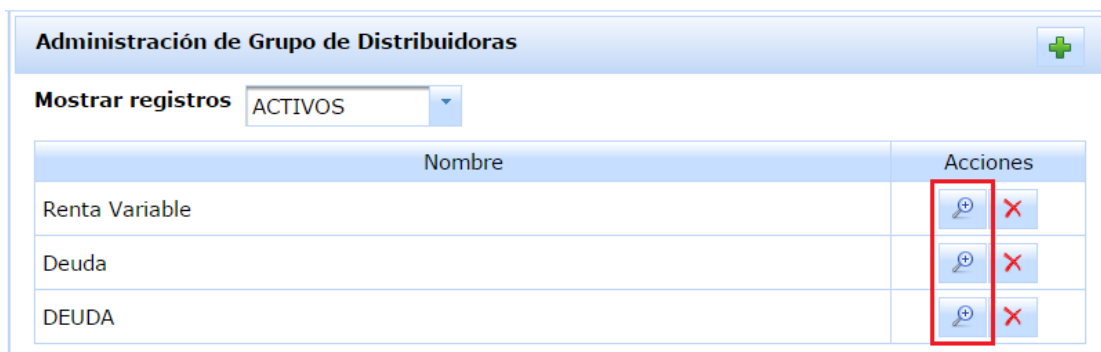 Administración de Grupo de Distribuidoras
Mostrar registros ACTIVOS
Nombre Acciones
Renta Variable
Deuda
DEUDA